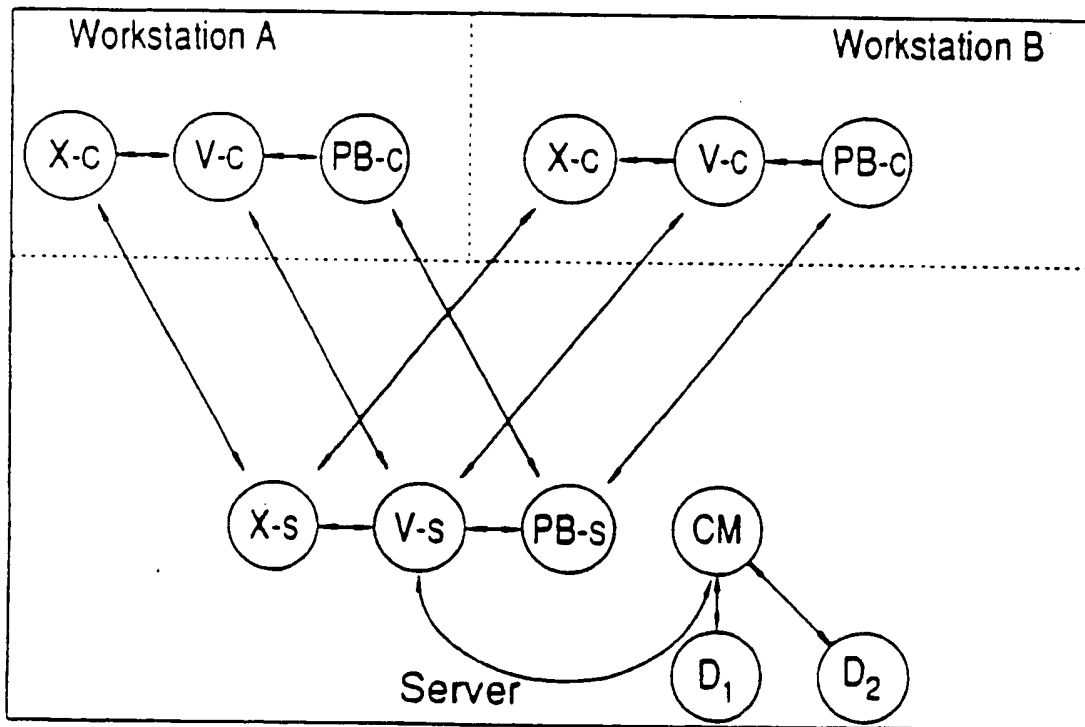 Workstation A
Workstation B
X-c
V-c
PB-c
X-c
V-c
PB-c
X-s
V-s
PB-s
CM
Server
D1
D2